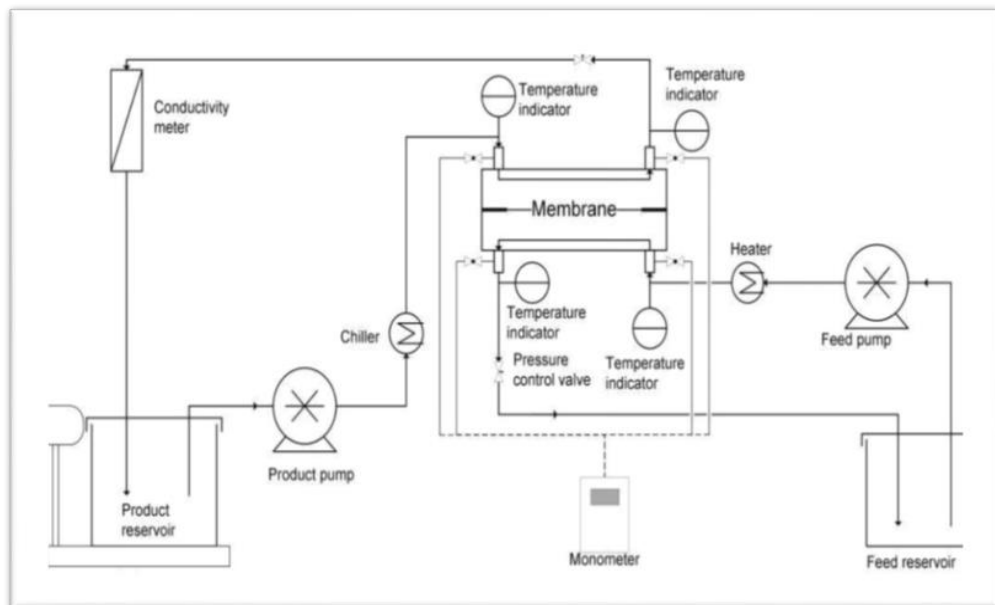 Temperature
indicator
Temperature
indicator
Conductivity
meter
Membrane
Heater
Temperature
indicator
Chiller
Feed pump
Temperature
indicator
Pressure
control valve
Product pump
Product
reservoir
Monometer
Feed reservoir